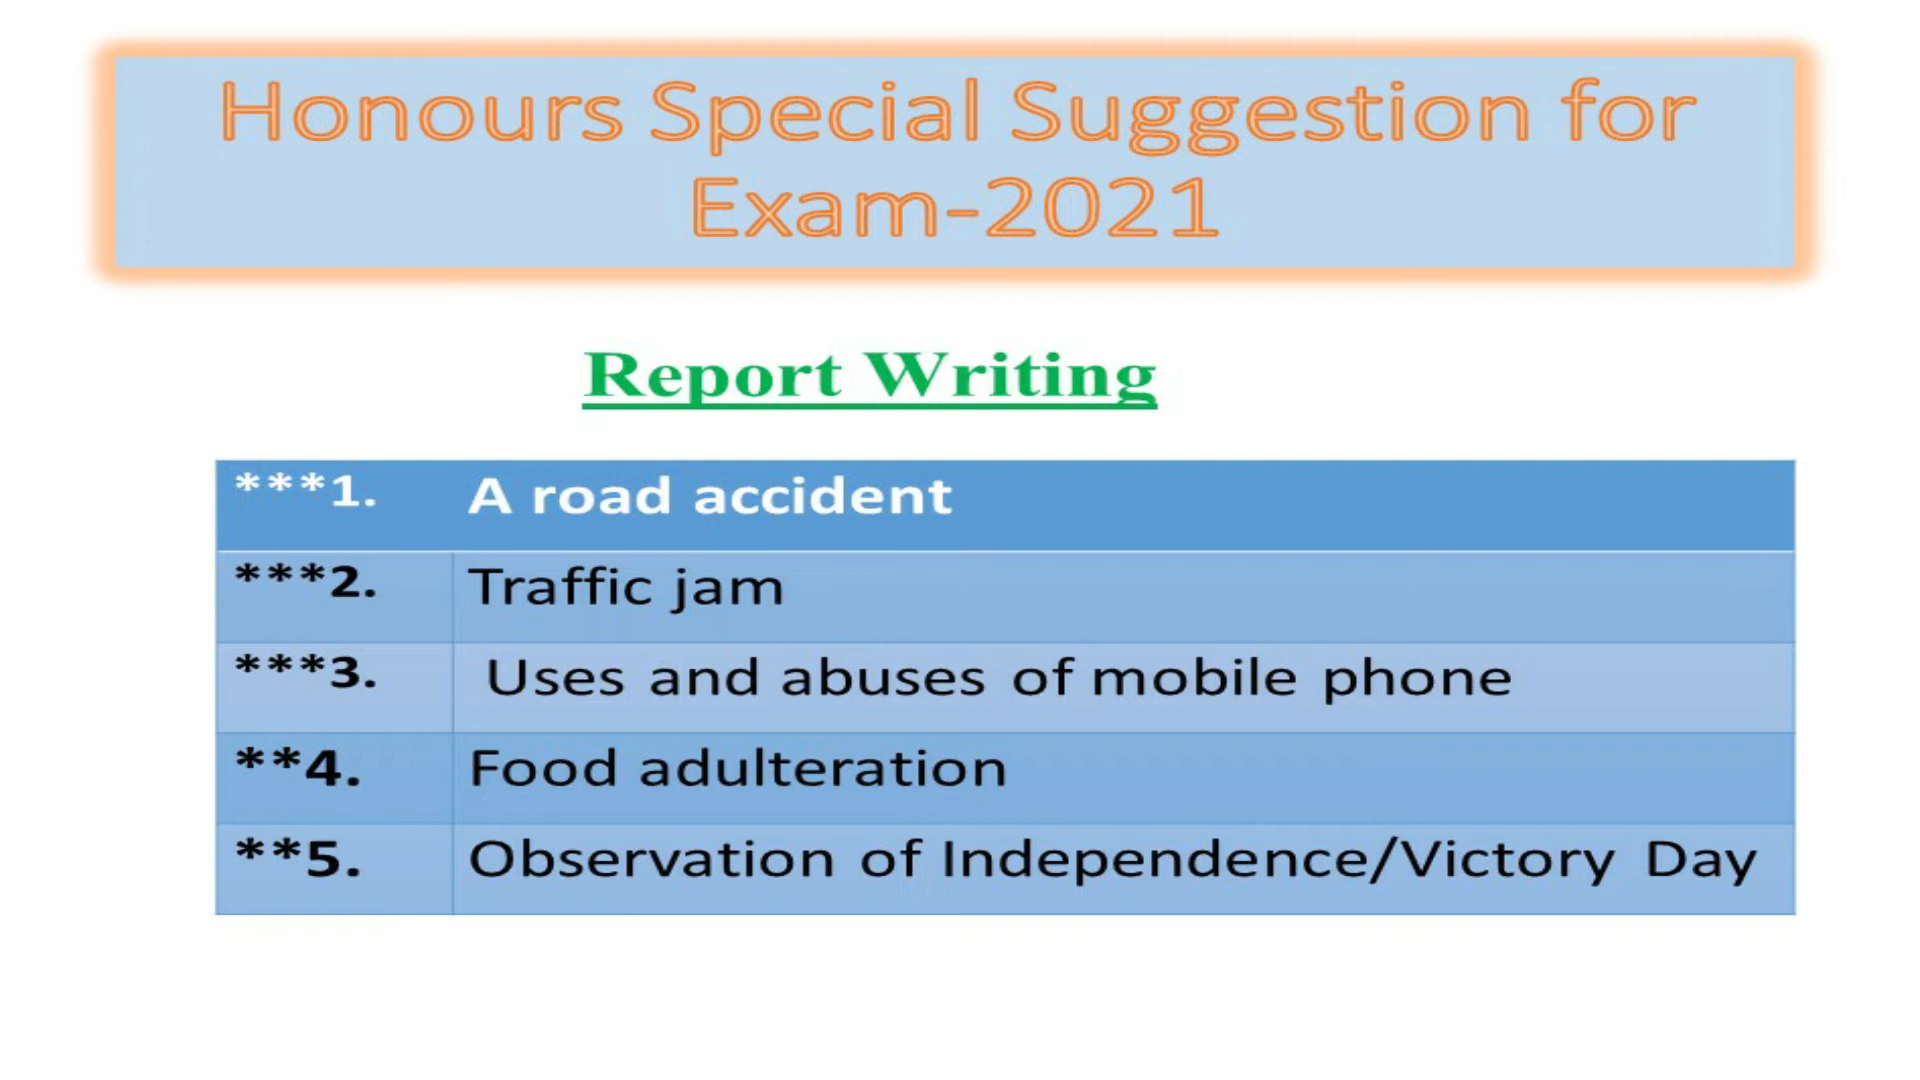 Honours Special Suggestion for
Exam-2021
Report Writing
***1. A road accident
***2. Traffic jam
***3. Uses and abuses of mobile phone
**4. Food adulteration
**5. Observation of Independence/Victory Day